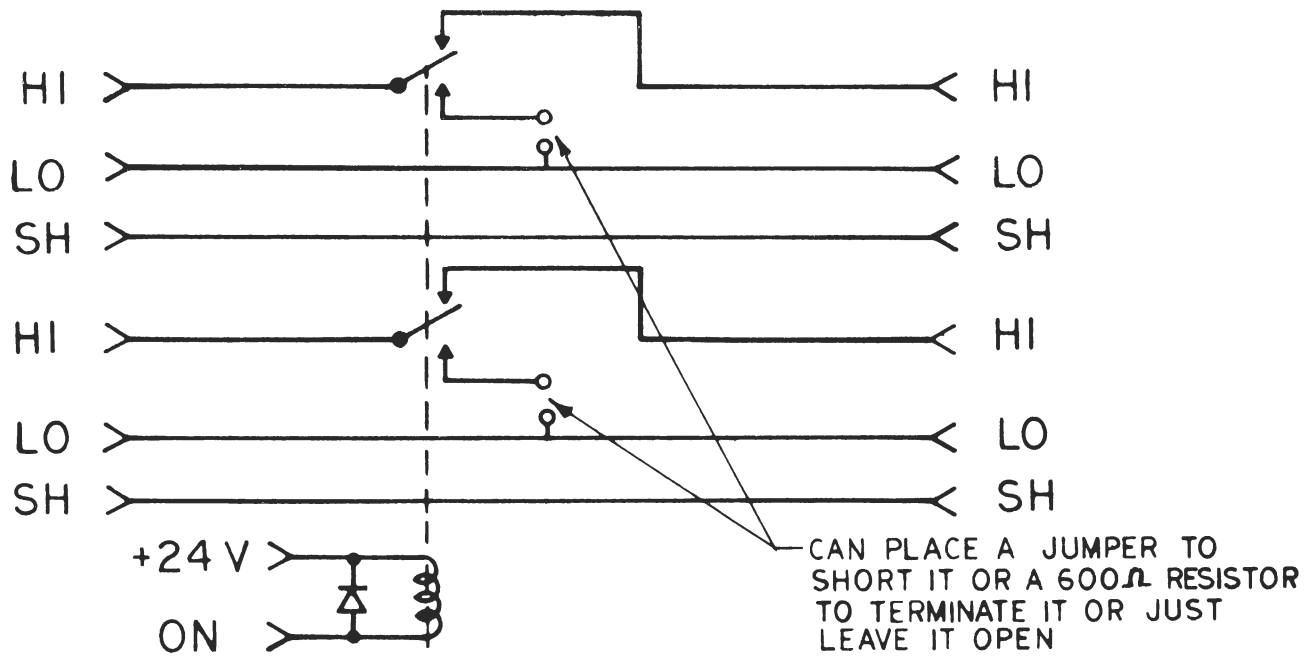 HI HI
LO LO
SH SH
HI HI
LO LO
SH SH
+24 V
ON
CAN PLACE A JUMPER TO
SHORT IT OR A 600Ω RESISTOR
TO TERMINATE IT OR JUST
LEAVE IT OPEN